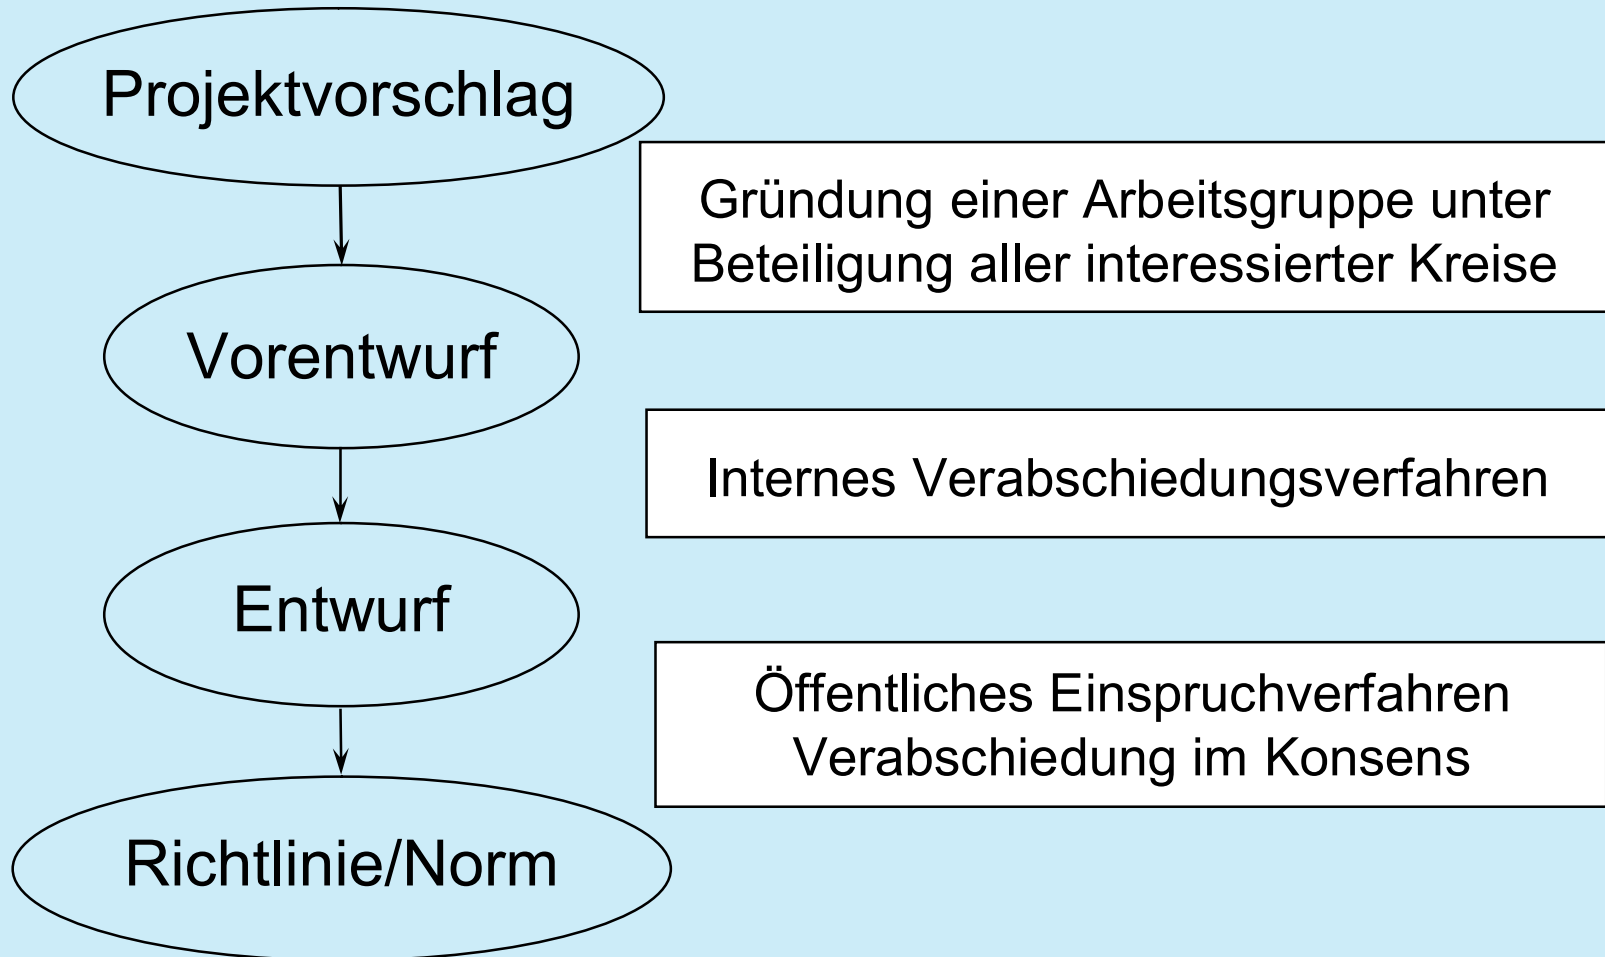 Projektvorschlag
Gründung einer Arbeitsgruppe unter
Beteiligung aller interessierter Kreise
Vorentwurf
Internes Verabschiedungsverfahren
Entwurf
Öffentliches Einspruchverfahren
Verabschiedung im Konsens
Richtlinie/Norm